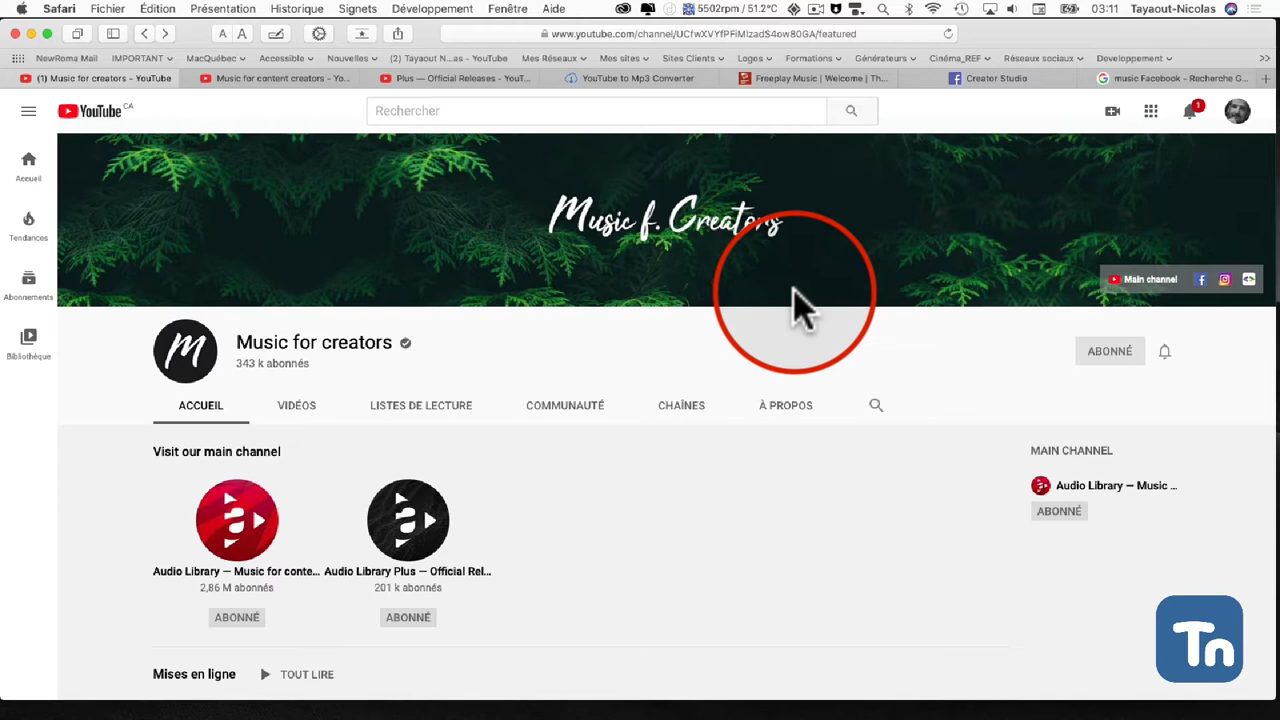 Safari Fichier Édition Présentation Historique Signets Développement Fenêtre Aide 5502rpm / 51.2°C 03:11 Tayaout-Nicolas
A A www.youtube.com/channel/UCfwXVYfPFiMIzadS4ow80GA/featured
NewRoma Mail IMPORTANT MacQuébec Accessible Nouvelles (2) Tayaout N...as - YouTube Mes Réseaux Mes sites Sites Clients Logos Formations Générateurs Cinéma_REF Réseaux sociaux Developpement >>
(1) Music for creators - YouTube Music for content creators - Yo... Plus — Official Releases - YouT... YouTube to Mp3 Converter Freeplay Music | Welcome | Th... Creator Studio music Facebook - Recherche G...
YouTube CA Rechercher 1
Accueil
Tendances
Abonnements
Bibliothèque
Music f. Creators
Main channel
M
Music for creators
343 k abonnés
ABONNÉ
ACCUEIL VIDÉOS LISTES DE LECTURE COMMUNAUTÉ CHAÎNES À PROPOS
Visit our main channel
MAIN CHANNEL
Audio Library — Music ...
ABONNÉ
a a
Audio Library — Music for conte... Audio Library Plus — Official Rel...
2,86 M abonnés 201 k abonnés
ABONNÉ ABONNÉ
Mises en ligne TOUT LIRE
Tn